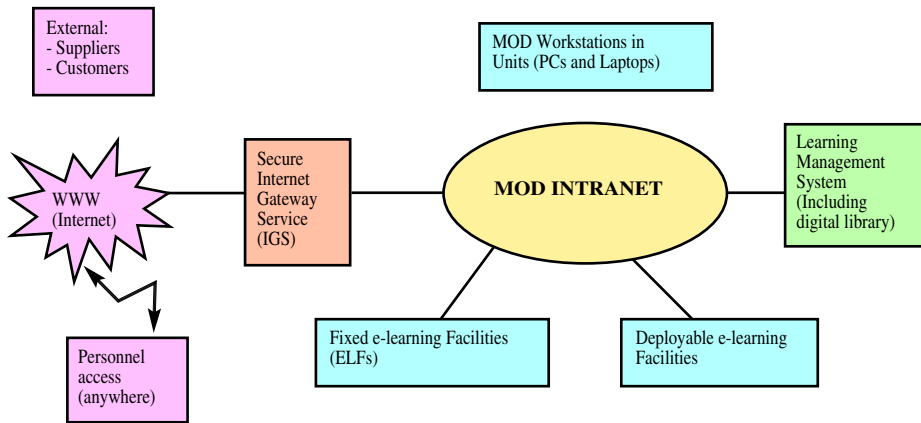 External:
- Suppliers
- Customers
MOD Workstations in
Units (PCs and Laptops)
WWW
(Internet)
Secure
Internet
Gateway
Service
(IGS)
MOD INTRANET
Learning
Management
System
(Including
digital library)
Personnel
access
(anywhere)
Fixed e-learning Facilities
(ELFs)
Deployable e-learning
Facilities